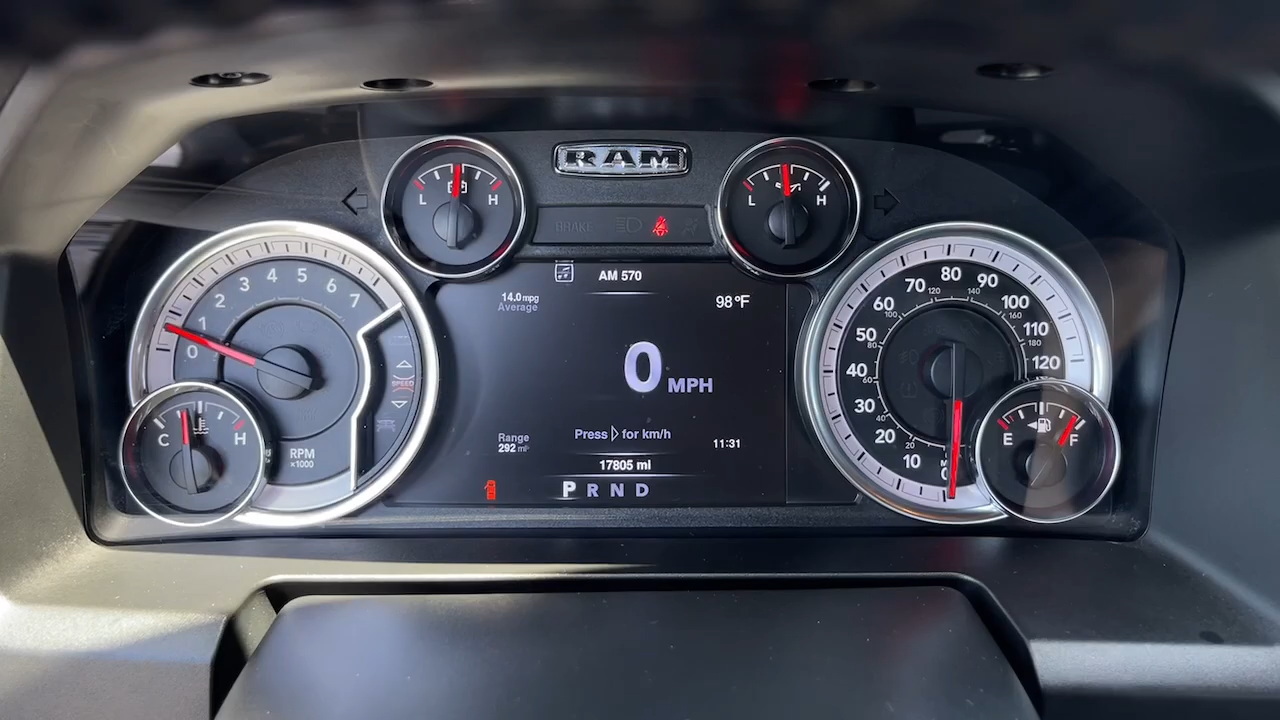 RAM
L H
L H
BRAKE
AM 570
14.0 mpg
Average
98°F
0 MPH
Press ▷ for km/h
Range
292 mi
11:31
17805 mi
P R N D
0 1 2 3 4 5 6 7
RPM
×1000
SPEED
C H
10 20 30 40 50 60 70 80 90 100 110 120
20 40 60 80 100 120 140 160 180
E F